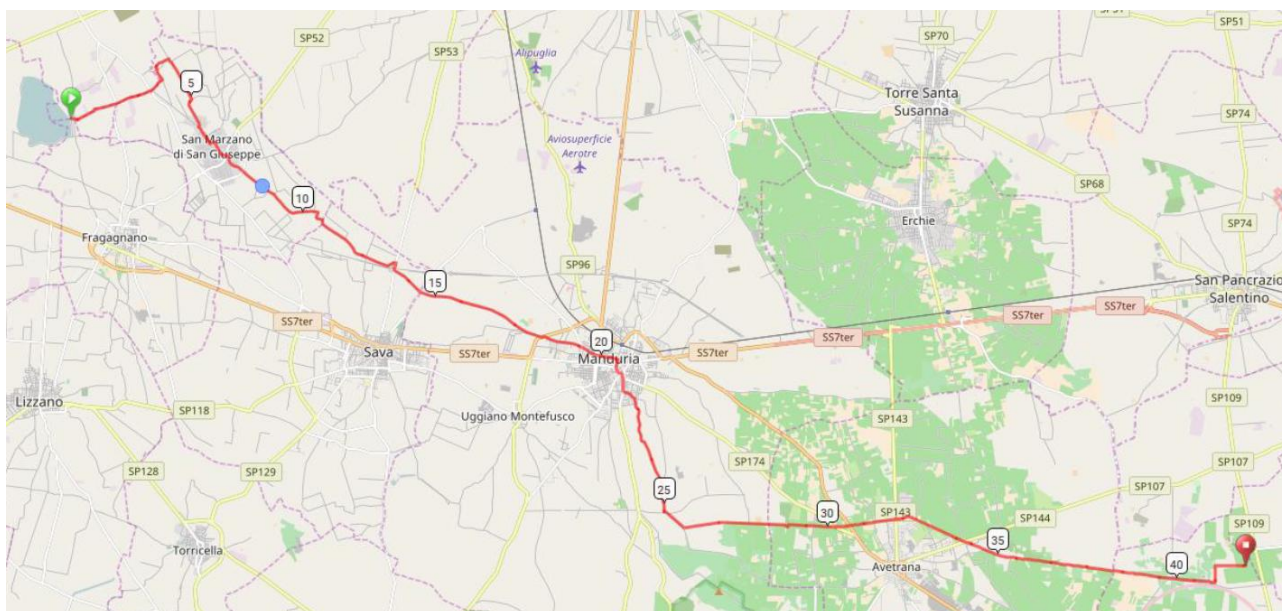 SP51
SP51
SP52
SP53
SP70
Alipuglia
Torre Santa
Susanna
SP74
5
San Marzano
di San Giuseppe
Aviosuperficie
Aerotre
SP68
10
Erchie
SP74
Fragagnano
SP96
15
San Pancrazio
Salentino
SS7ter
SS7ter
SS7ter
SS7ter
SS7ter
20
Sava
Manduria
Lizzano
SP118
Uggiano Montefusco
SP143
SP109
SP128
SP129
SP174
SP107
25
SP107
30
SP143
SP144
SP109
35
Torricella
Avetrana
40